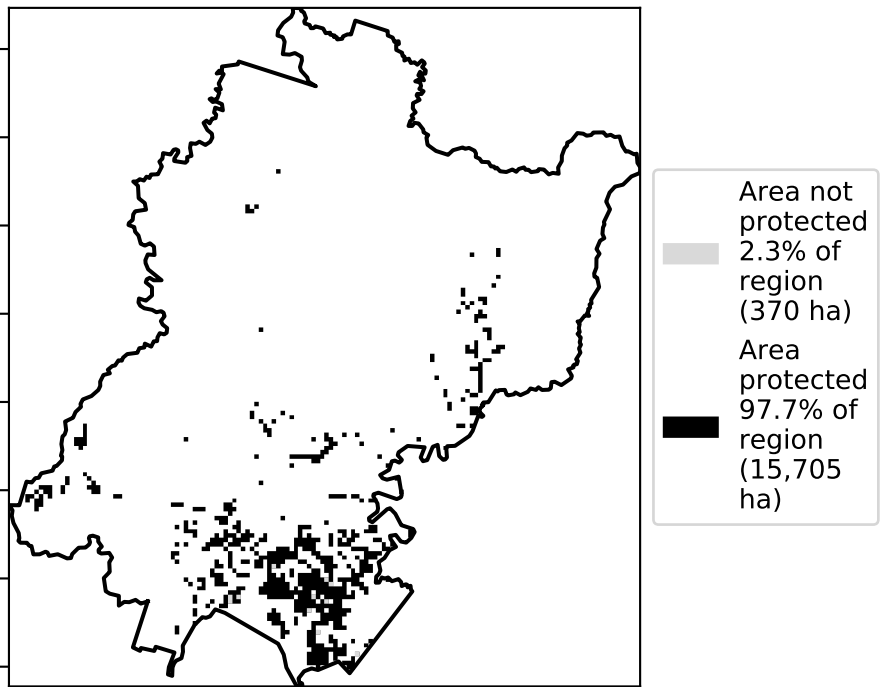 Area not
protected
2.3% of
region
(370 ha)
Area
protected
97.7% of
region
(15,705
ha)